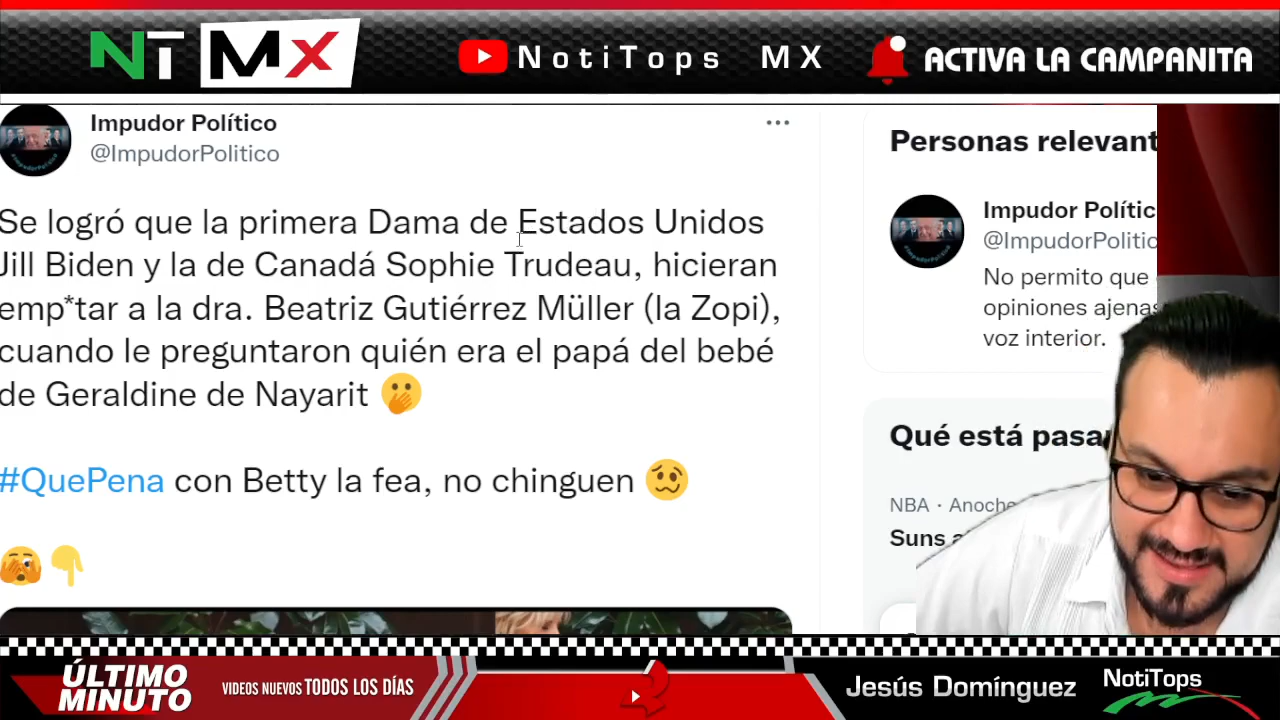 NT MX
NotiTops MX
ACTIVA LA CAMPANITA
Impudor Político
@ImpudorPolitico
Se logró que la primera Dama de Estados Unidos
Jill Biden y la de Canadá Sophie Trudeau, hicieran
emp*tar a la dra. Beatriz Gutiérrez Müller (la Zopi),
cuando le preguntaron quién era el papá del bebé
de Geraldine de Nayarit 🤭
#QuePena con Betty la fea, no chinguen 🥴
🫣👇
Personas relevant
Impudor Polític
@ImpudorPolitic
No permito que
opiniones ajenas
voz interior.
Qué está pasa
NBA · Anoche
Suns
ÚLTIMO
MINUTO
VIDEOS NUEVOS TODOS LOS DÍAS
Jesús Domínguez
NotiTops